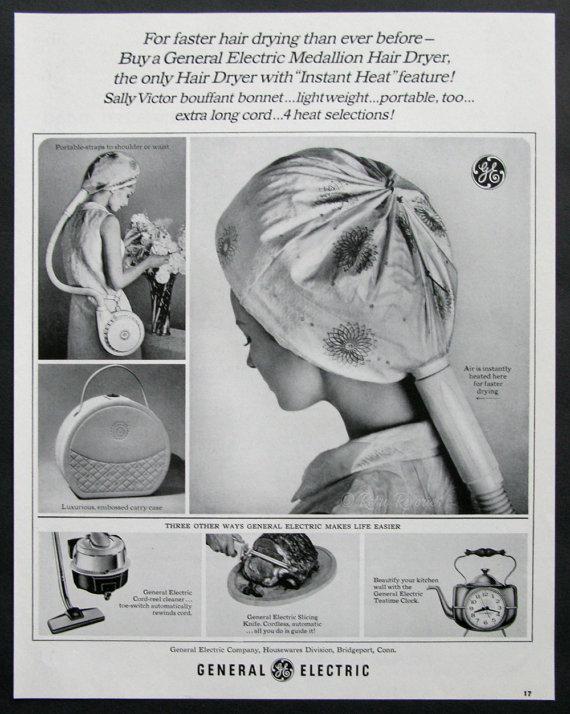 For faster hair drying than ever before—
Buy a General Electric Medallion Hair Dryer,
the only Hair Dryer with “Instant Heat” feature!
Sally Victor bouffant bonnet...lightweight...portable, too...
extra long cord...4 heat selections!
Portable-straps to shoulder or waist
GE
Air is instantly
heated here
for faster
drying
Luxurious, embossed carry case
THREE OTHER WAYS GENERAL ELECTRIC MAKES LIFE EASIER
General Electric
Cord-reel cleaner...
toe-switch automatically
rewinds cord.
General Electric Slicing
Knife. Cordless, automatic
...all you do is guide it!
Beautify your kitchen
wall with the
General Electric
Teatime Clock.
General Electric Company, Housewares Division, Bridgeport, Conn.
GENERAL GE ELECTRIC
17